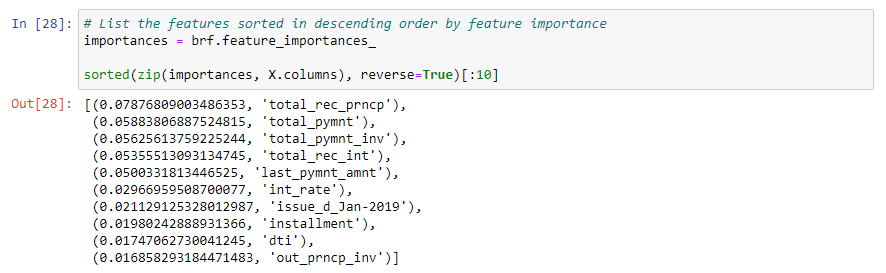 In [28]: # List the features sorted in descending order by feature importance
importances = brf.feature_importances_
sorted(zip(importances, X.columns), reverse=True)[:10]
Out[28]: [(0.07876809003486353, 'total_rec_prncp'),
(0.05883806887524815, 'total_pymnt'),
(0.05625613759225244, 'total_pymnt_inv'),
(0.05355513093134745, 'total_rec_int'),
(0.0500331813446525, 'last_pymnt_amnt'),
(0.02966959508700077, 'int_rate'),
(0.021129125328012987, 'issue_d_Jan-2019'),
(0.01980242888931366, 'installment'),
(0.01747062730041245, 'dti'),
(0.016858293184471483, 'out_prncp_inv')]